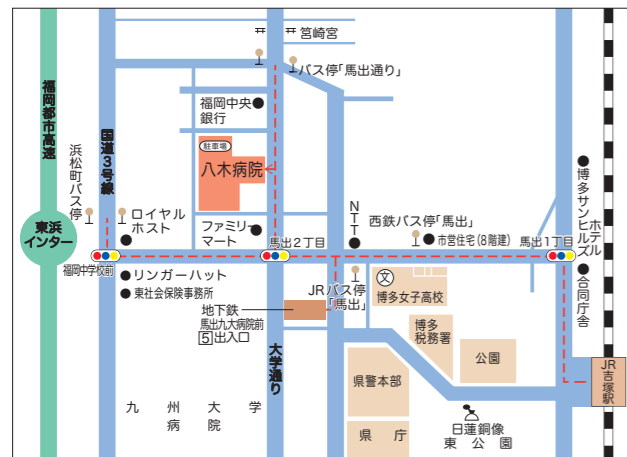 筥崎宮
バス停「馬出通り」
福岡都市高速
国道3号線
福岡中央
銀行
駐車場
八木病院
浜松町バス停
東浜
インター
ロイヤル
ホスト
ファミリー
マート
馬出2丁目
NTT
西鉄バス停「馬出」
市営住宅(8階建)
馬出1丁目
博多サンヒルズ
ホテル
合同庁舎
福岡中学校前
リンガーハット
東社会保険事務所
JRバス停
「馬出」
文
博多女子高校
地下鉄
馬出九大病院前
5出入口
大学通り
博多
税務署
公園
県警本部
JR
吉塚駅
九州大学
病院
県庁
日蓮銅像
東公園